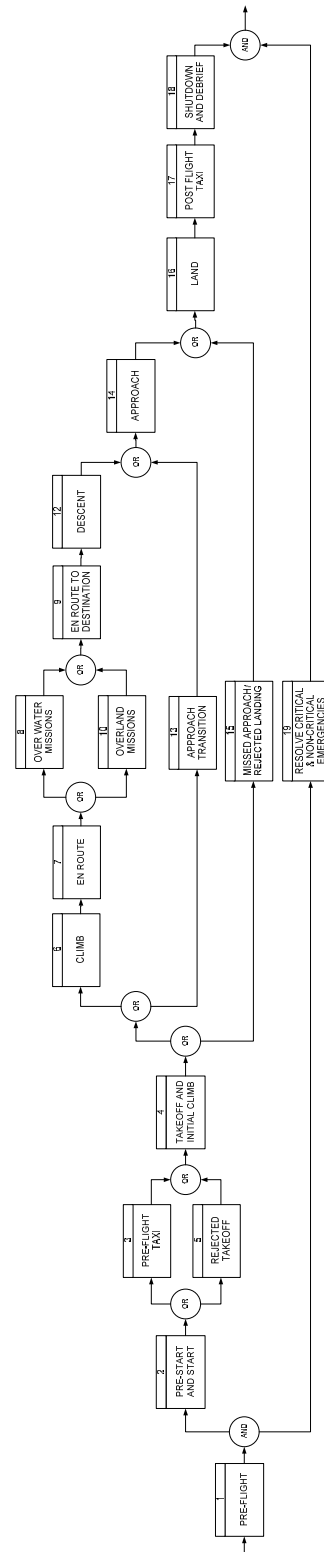 1
PRE-FLIGHT
AND
2
PRE-START
AND START
OR
3
PRE-FLIGHT
TAXI
5
REJECTED
TAKEOFF
OR
4
TAKEOFF AND
INITIAL CLIMB
OR
OR
6
CLIMB
7
EN ROUTE
OR
8
OVER WATER
MISSIONS
10
OVERLAND
MISSIONS
OR
9
EN ROUTE TO
DESTINATION
12
DESCENT
13
APPROACH
TRANSITION
OR
14
APPROACH
15
MISSED APPROACH/
REJECTED LANDING
OR
16
LAND
17
POST FLIGHT
TAXI
18
SHUTDOWN
AND DEBRIEF
19
RESOLVE CRITICAL
& NON-CRITICAL
EMERGENCIES
AND